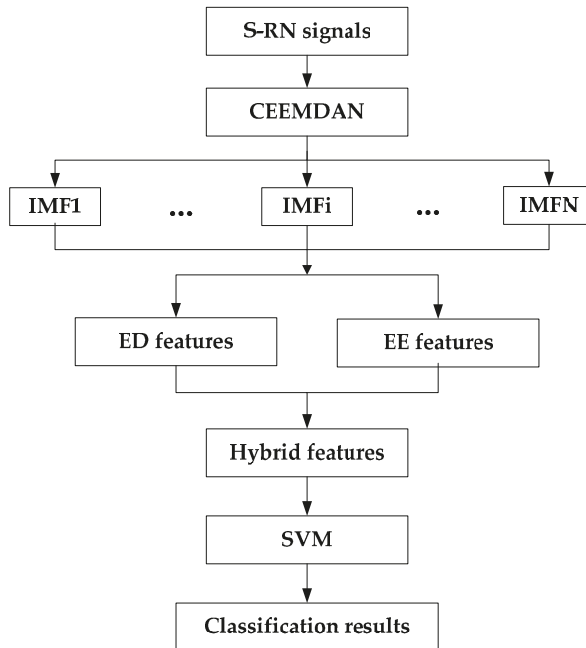 S-RN signals
CEEMDAN
IMF1 ... IMFi ... IMFN
ED features EE features
Hybrid features
SVM
Classification results